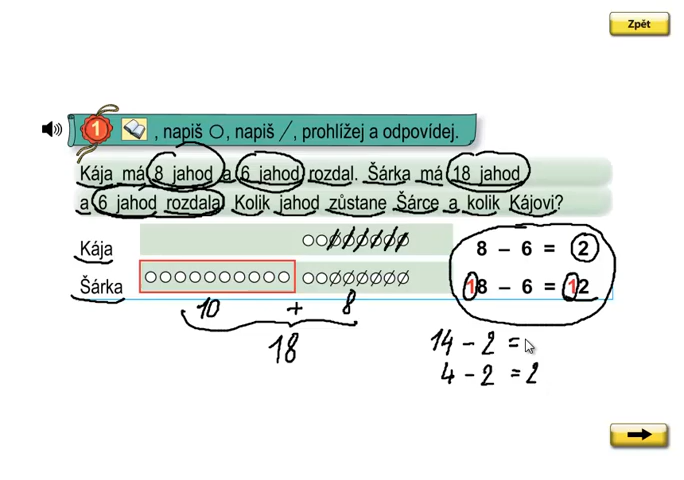 Zpět
1 , napiš ○, napiš /, prohlížej a odpovídej.
Kája má 8 jahod a 6 jahod rozdal. Šárka má 18 jahod
a 6 jahod rozdala. Kolik jahod zůstane Šárce a kolik Kájovi?
Kája
8 – 6 = 2
Šárka
18 – 6 = 12
10 + 8
18
14 - 2 =
4 - 2 = 2